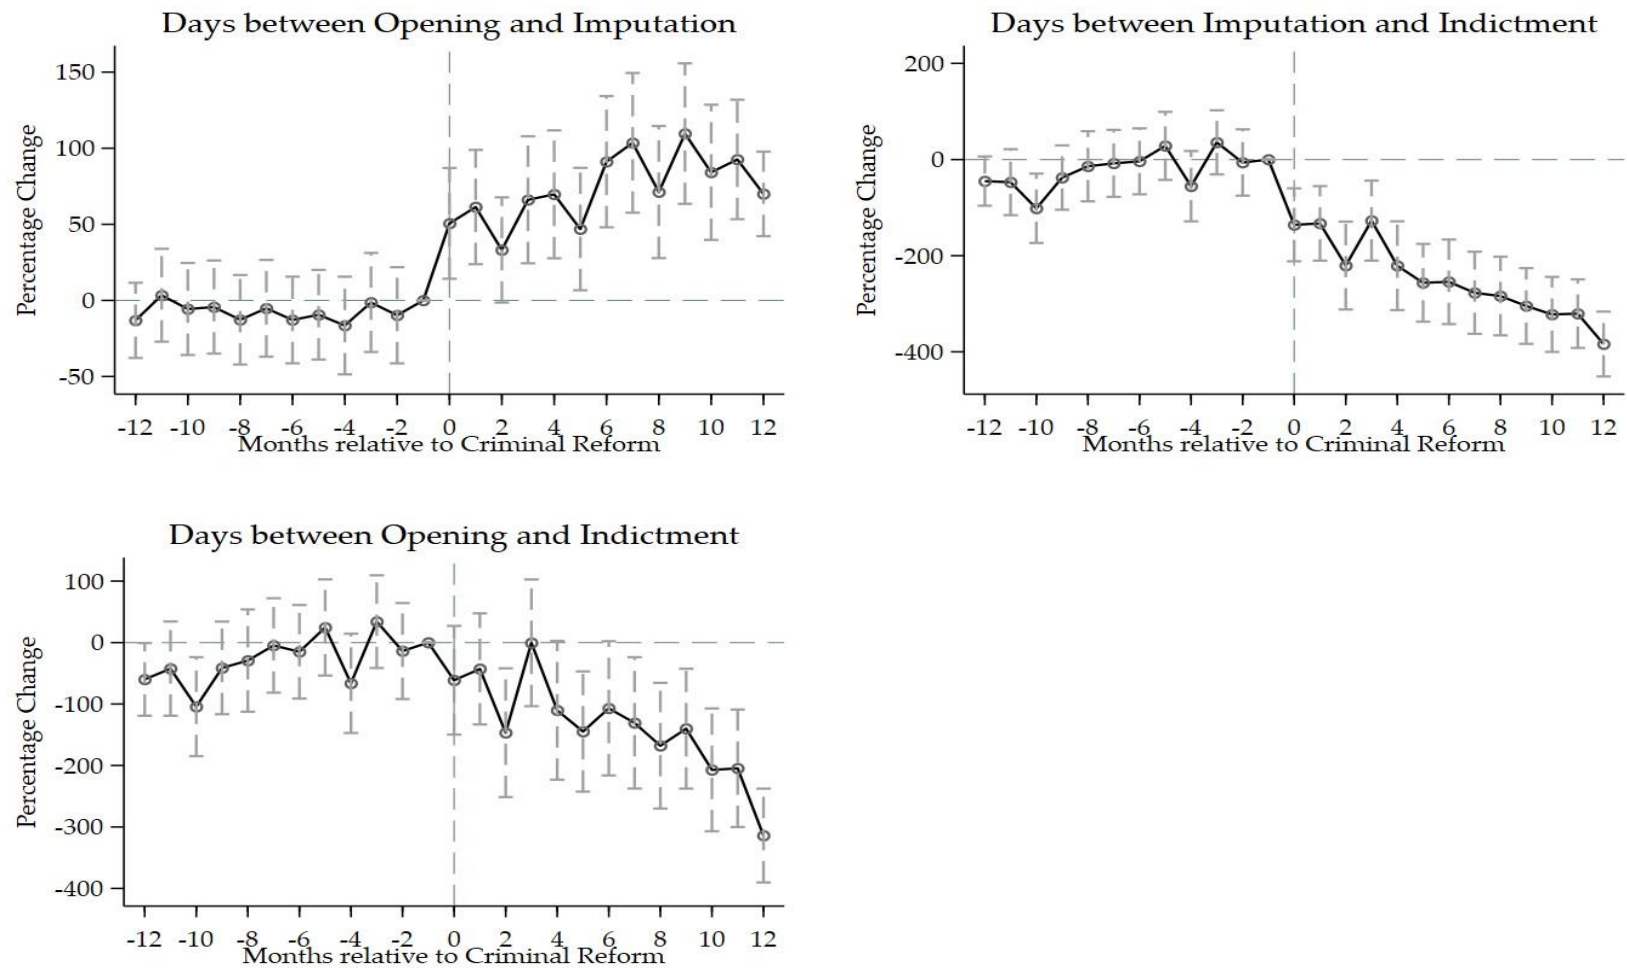 Days between Opening and Imputation
Percentage Change
150
100
50
0
-50
-12 -10 -8 -6 -4 -2 0 2 4 6 8 10 12
Months relative to Criminal Reform
Days between Imputation and Indictment
Percentage Change
200
0
-200
-400
-12 -10 -8 -6 -4 -2 0 2 4 6 8 10 12
Months relative to Criminal Reform
Days between Opening and Indictment
Percentage Change
100
0
-100
-200
-300
-400
-12 -10 -8 -6 -4 -2 0 2 4 6 8 10 12
Months relative to Criminal Reform